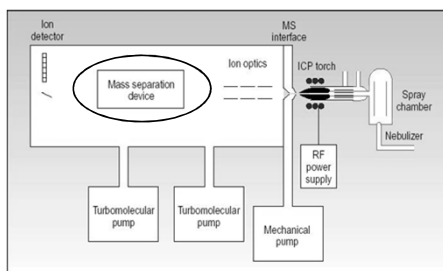 Ion
detector
MS
interface
Mass separation
device
Ion optics
ICP torch
Spray
chamber
Nebulizer
RF
power
supply
Turbomolecular
pump
Turbomolecular
pump
Mechanical
pump